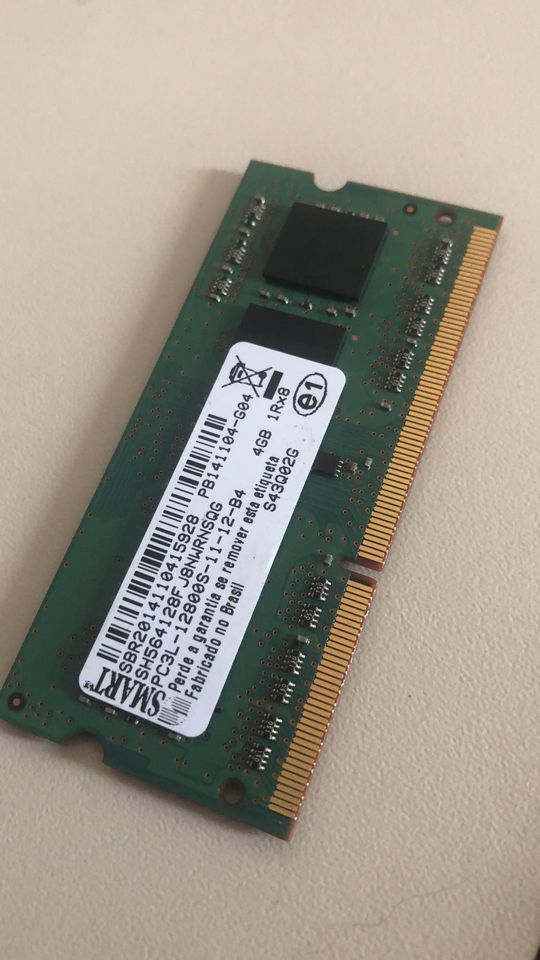 SBR2014110415928 PB141104-G04
SH564128FJ8NWRNSQG 4GB 1Rx8
PC3L-12800S-11-12-B4
SMART
Perde a garantia se remover esta etiqueta
Fabricado no Brasil S43Q02G
e1